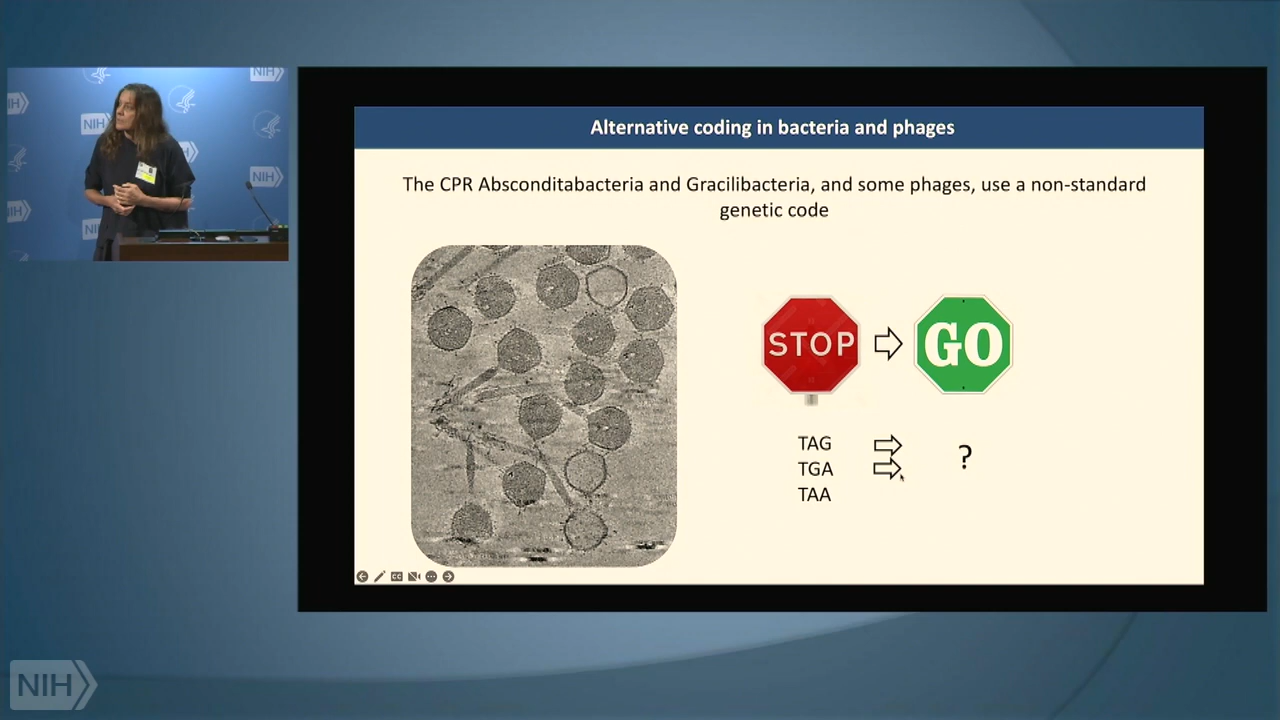 NIH
NIH
NIH
Alternative coding in bacteria and phages
The CPR Absconditabacteria and Gracilibacteria, and some phages, use a non-standard
genetic code
STOP
GO
TAG
TGA
TAA
?
NIH